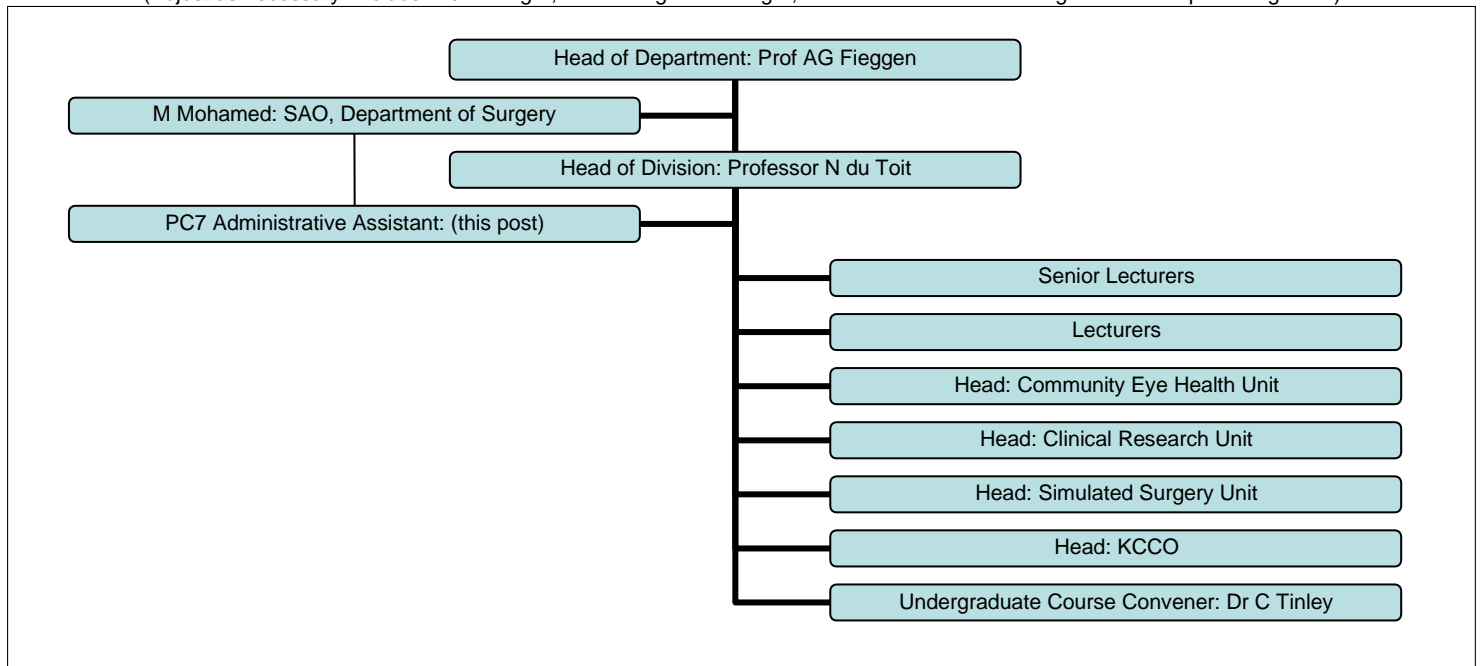 Head of Department: Prof AG Fieggen
M Mohamed: SAO, Department of Surgery
Head of Division: Professor N du Toit
PC7 Administrative Assistant: (this post)
Senior Lecturers
Lecturers
Head: Community Eye Health Unit
Head: Clinical Research Unit
Head: Simulated Surgery Unit
Head: KCCO
Undergraduate Course Convener: Dr C Tinley